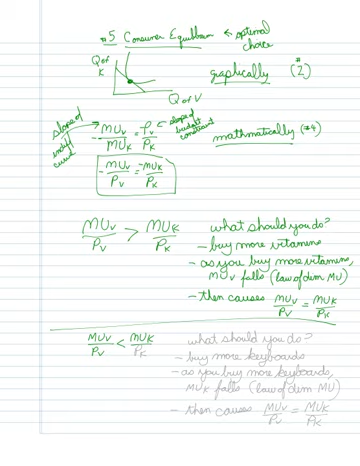 #5 Consumer Equilibrium ← optimal choice
Q of K
graphically (#2)
Q of V
slope of indiff curve
-MUv/MUK = -Pv/PK
slope of budget constraint
mathematically (#4)
-MUv/Pv = -MUK/PK
MUv/Pv > MUK/PK
what should you do?
- buy more vitamins
- as you buy more vitamins,
MUv falls (law of dim MU)
- then causes MUv/Pv = MUK/PK
MUv/Pv < MUK/PK
what should you do?
- buy more keyboards
- as you buy more keyboards,
MUK falls (law of dim MU)
- then causes MUv/Pv = MUK/PK